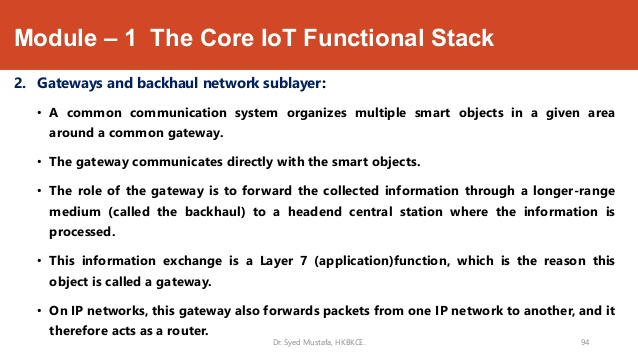 Module – 1 The Core IoT Functional Stack
2. Gateways and backhaul network sublayer:
• A common communication system organizes multiple smart objects in a given area
around a common gateway.
• The gateway communicates directly with the smart objects.
• The role of the gateway is to forward the collected information through a longer-range
medium (called the backhaul) to a headend central station where the information is
processed.
• This information exchange is a Layer 7 (application)function, which is the reason this
object is called a gateway.
• On IP networks, this gateway also forwards packets from one IP network to another, and it
therefore acts as a router.
Dr. Syed Mustafa, HKBKCE.
94